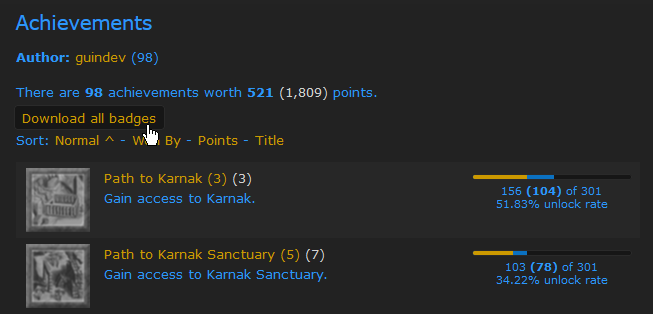 Achievements
Author: guindev (98)
There are 98 achievements worth 521 (1,809) points.
Download all badges
Sort: Normal ^ - W By - Points - Title
Path to Karnak (3) (3)
Gain access to Karnak.
156 (104) of 301
51.83% unlock rate
Path to Karnak Sanctuary (5) (7)
Gain access to Karnak Sanctuary.
103 (78) of 301
34.22% unlock rate